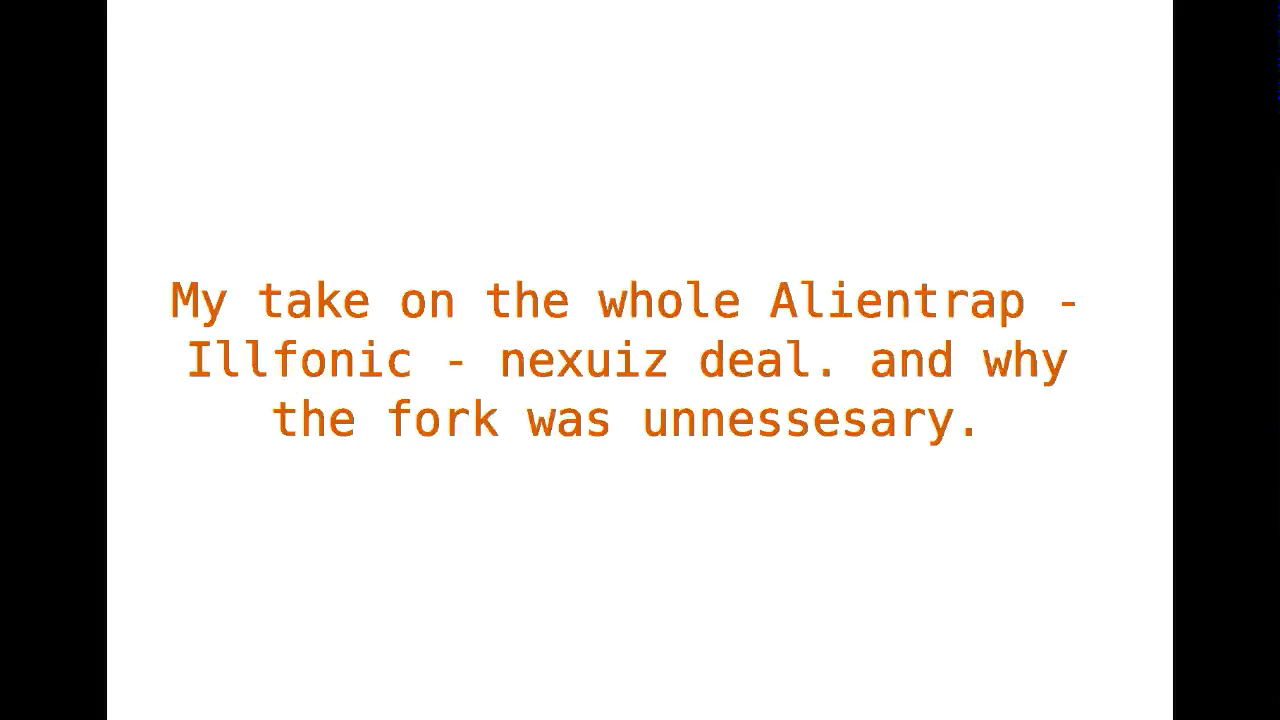 My take on the whole Alientrap -
Illfonic - nexuiz deal. and why
the fork was unnessesary.